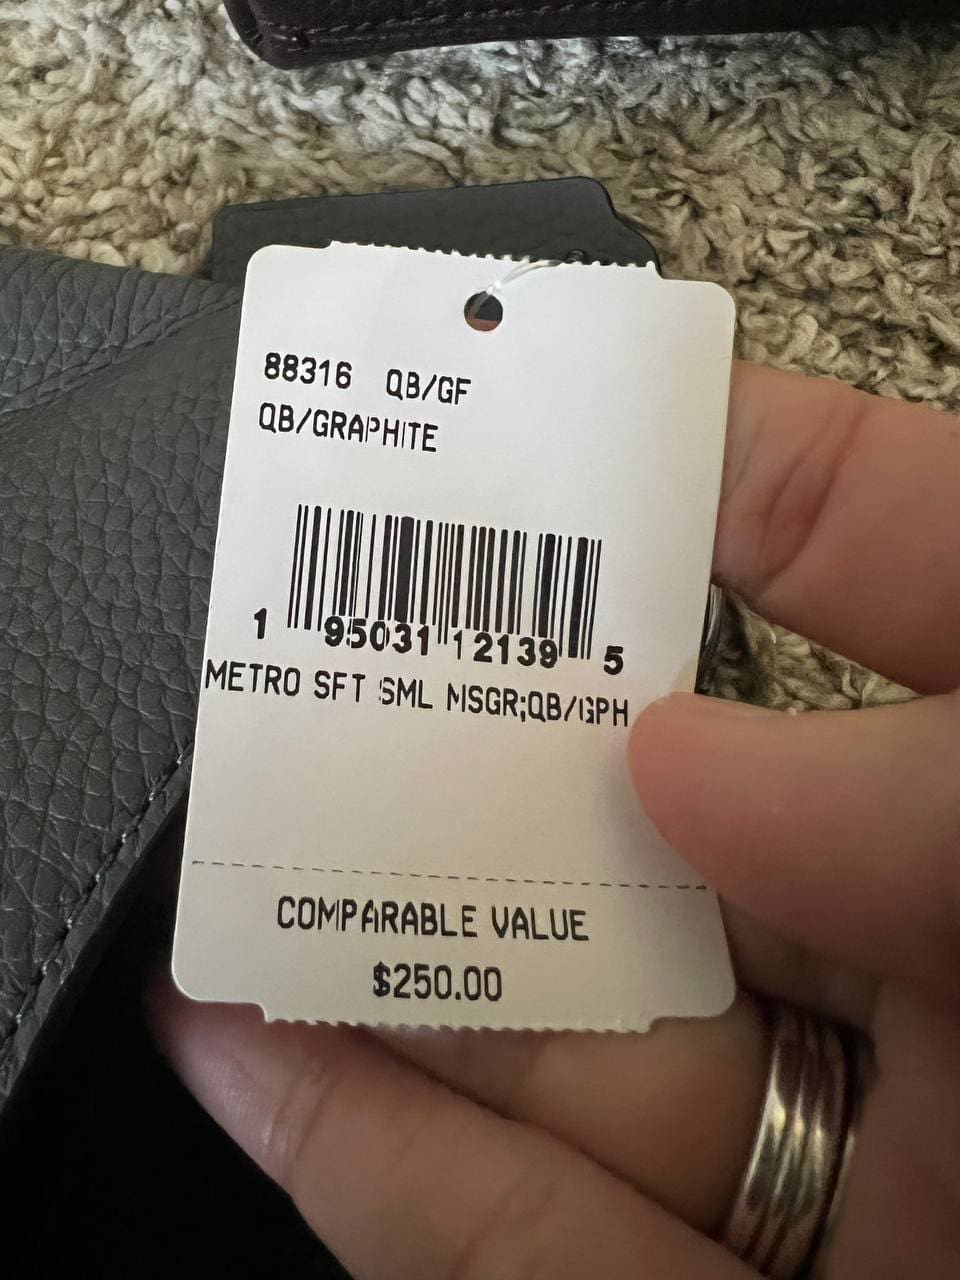 88316 QB/GF
QB/GRAPHITE
1 95031 12139 5
METRO SFT SML MSGR;QB/GPH
COMPARABLE VALUE
$250.00